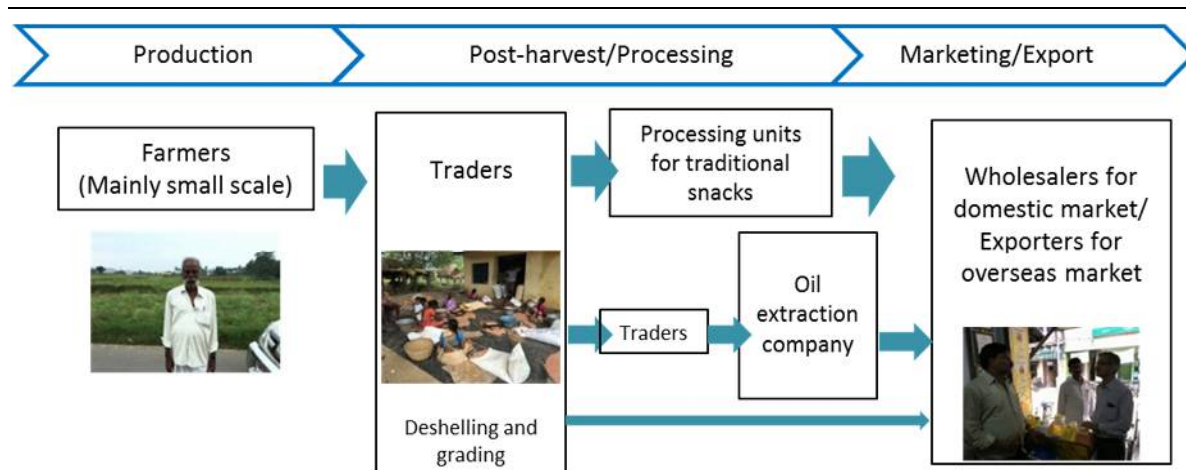 Production
Post-harvest/Processing
Marketing/Export
Farmers
(Mainly small scale)
Traders
Deshelling and
grading
Processing units
for traditional
snacks
Traders
Oil
extraction
company
Wholesalers for
domestic market/
Exporters for
overseas market